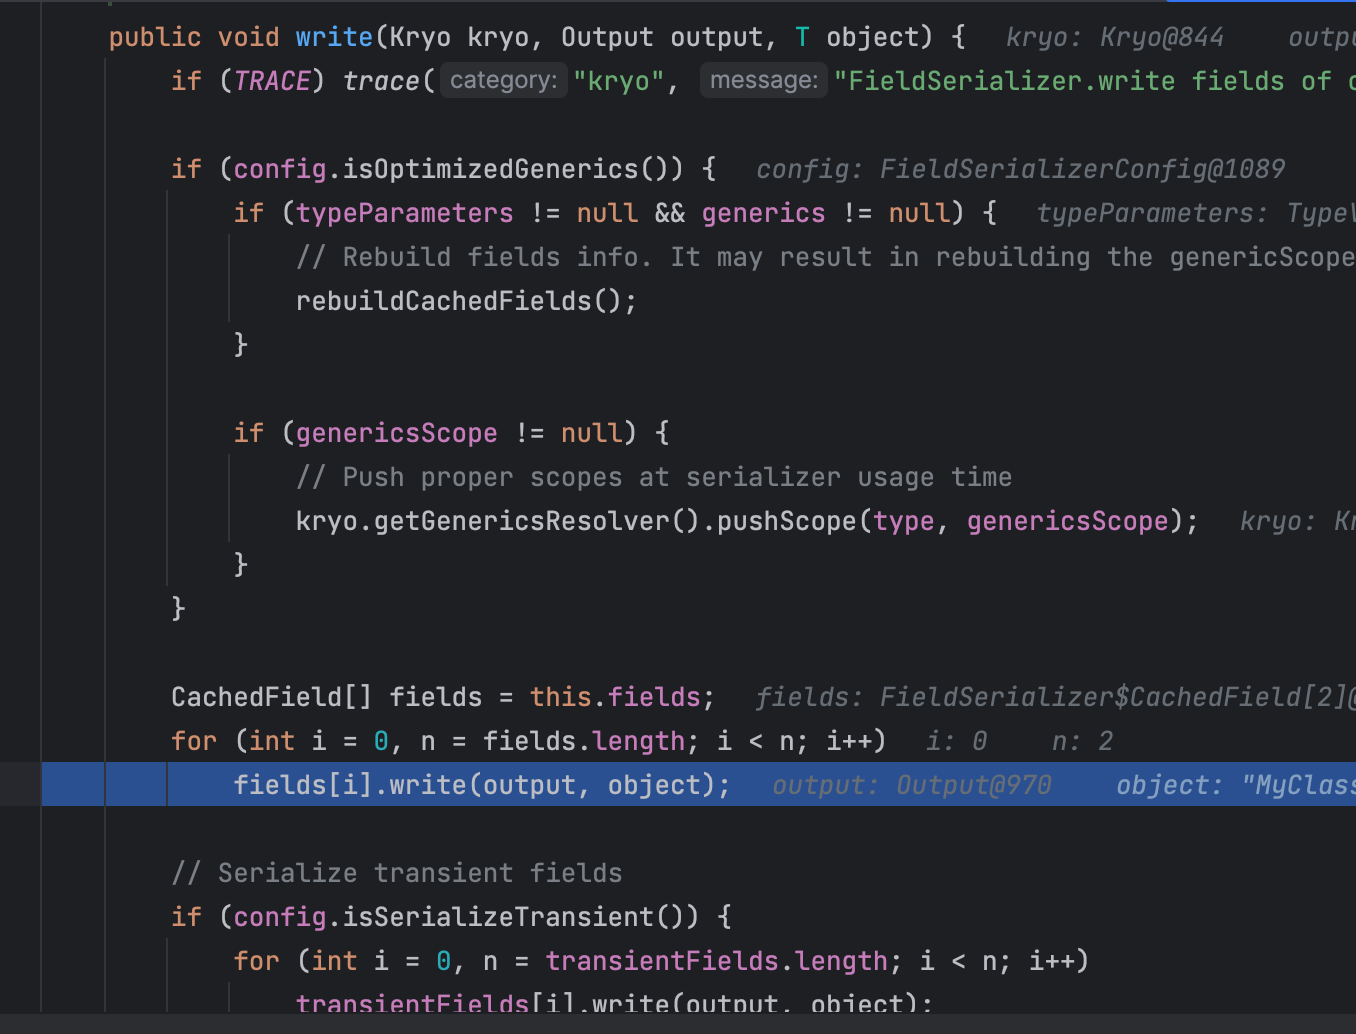 public void write(Kryo kryo, Output output, T object) { kryo: Kryo@844 outpu
if (TRACE) trace( category: "kryo", message: "FieldSerializer.write fields of
if (config.isOptimizedGenerics()) { config: FieldSerializerConfig@1089
if (typeParameters != null && generics != null) { typeParameters: TypeV
// Rebuild fields info. It may result in rebuilding the genericScope
rebuildCachedFields();
}
if (genericsScope != null) {
// Push proper scopes at serializer usage time
kryo.getGenericsResolver().pushScope(type, genericsScope); kryo: Kr
}
}
CachedField[] fields = this.fields; fields: FieldSerializer$CachedField[2]@
for (int i = 0, n = fields.length; i < n; i++) i: 0 n: 2
fields[i].write(output, object); output: Output@970 object: "MyClass
// Serialize transient fields
if (config.isSerializeTransient()) {
for (int i = 0, n = transientFields.length; i < n; i++)
transientFields[i].write(output, object);